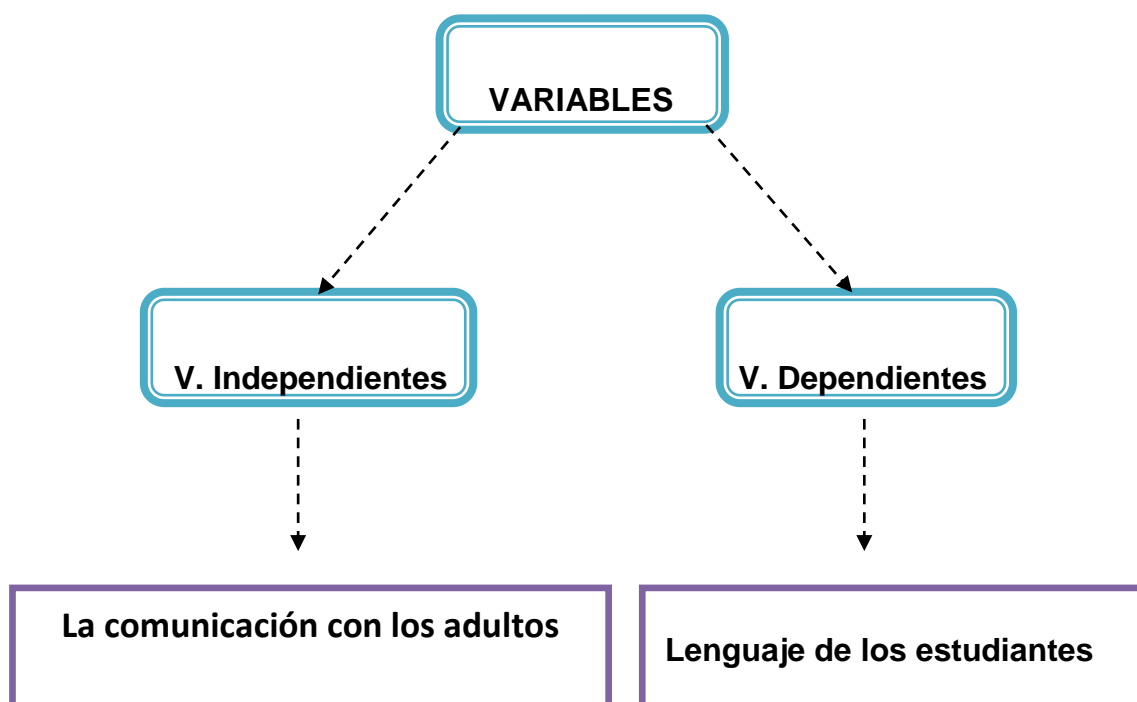 VARIABLES
V. Independientes
V. Dependientes
La comunicación con los adultos
Lenguaje de los estudiantes